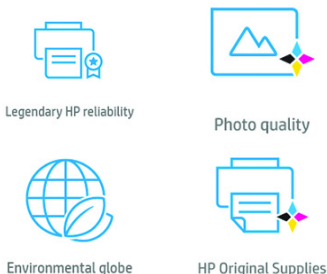 Legendary HP reliability
Photo quality
Environmental globe
HP Original Supplies